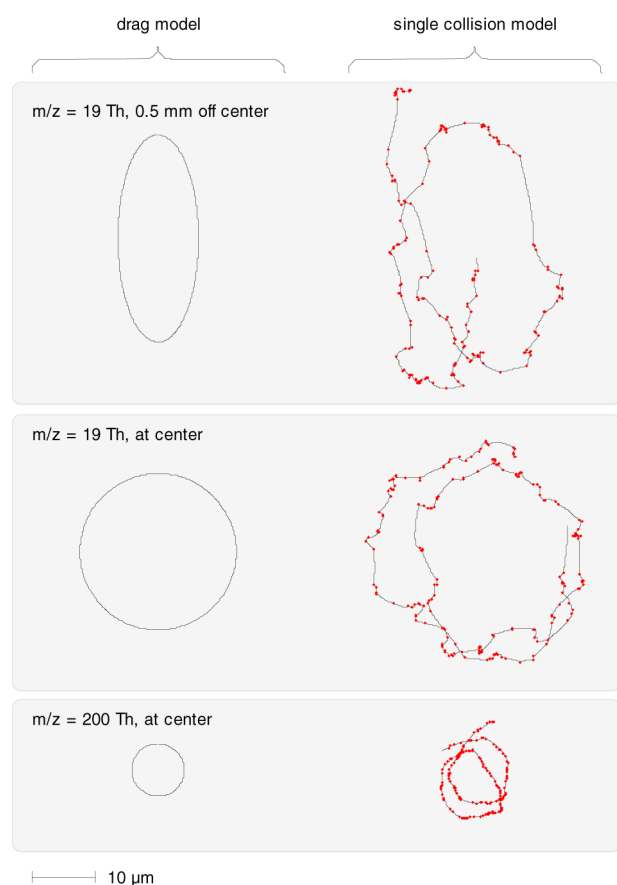 drag model
single collision model
m/z = 19 Th, 0.5 mm off center
m/z = 19 Th, at center
m/z = 200 Th, at center
10 µm